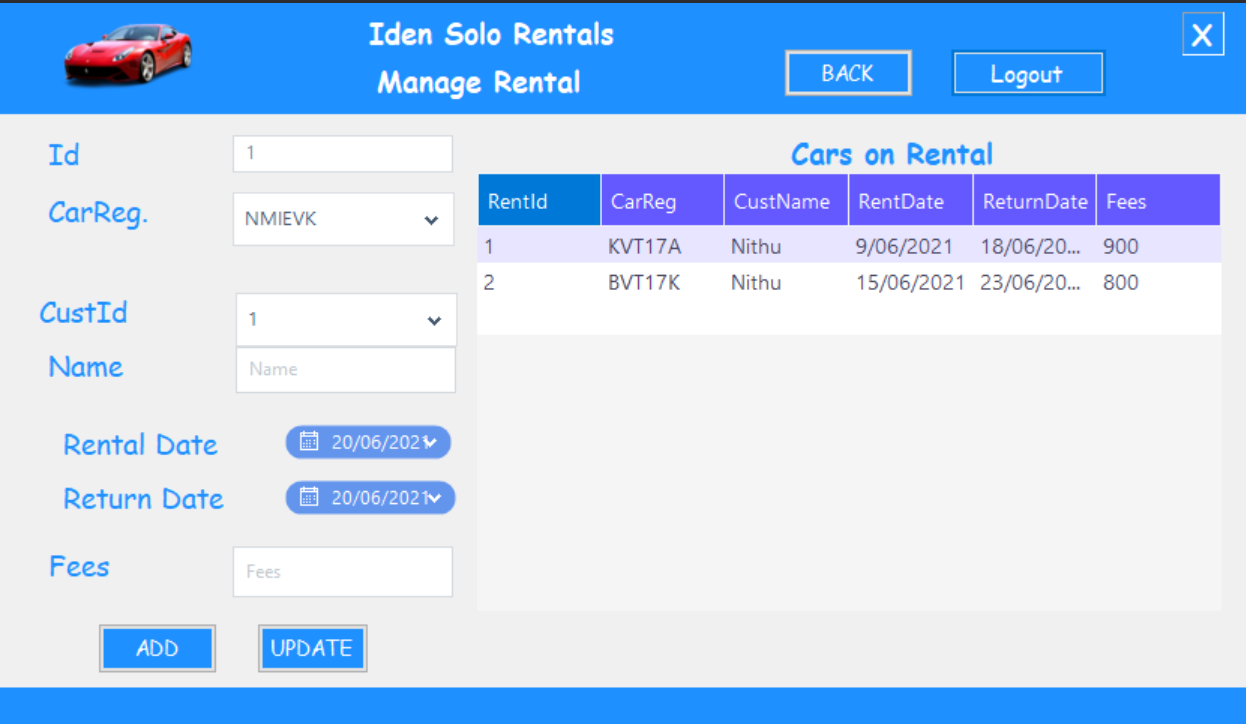 Iden Solo Rentals
Manage Rental
BACK
Logout
X
Id
1
CarReg.
NMIEVK
CustId
1
Name
Name
Rental Date
20/06/2021
Return Date
20/06/2021
Fees
Fees
ADD
UPDATE
Cars on Rental
RentId CarReg CustName RentDate ReturnDate Fees
1 KVT17A Nithu 9/06/2021 18/06/20... 900
2 BVT17K Nithu 15/06/2021 23/06/20... 800